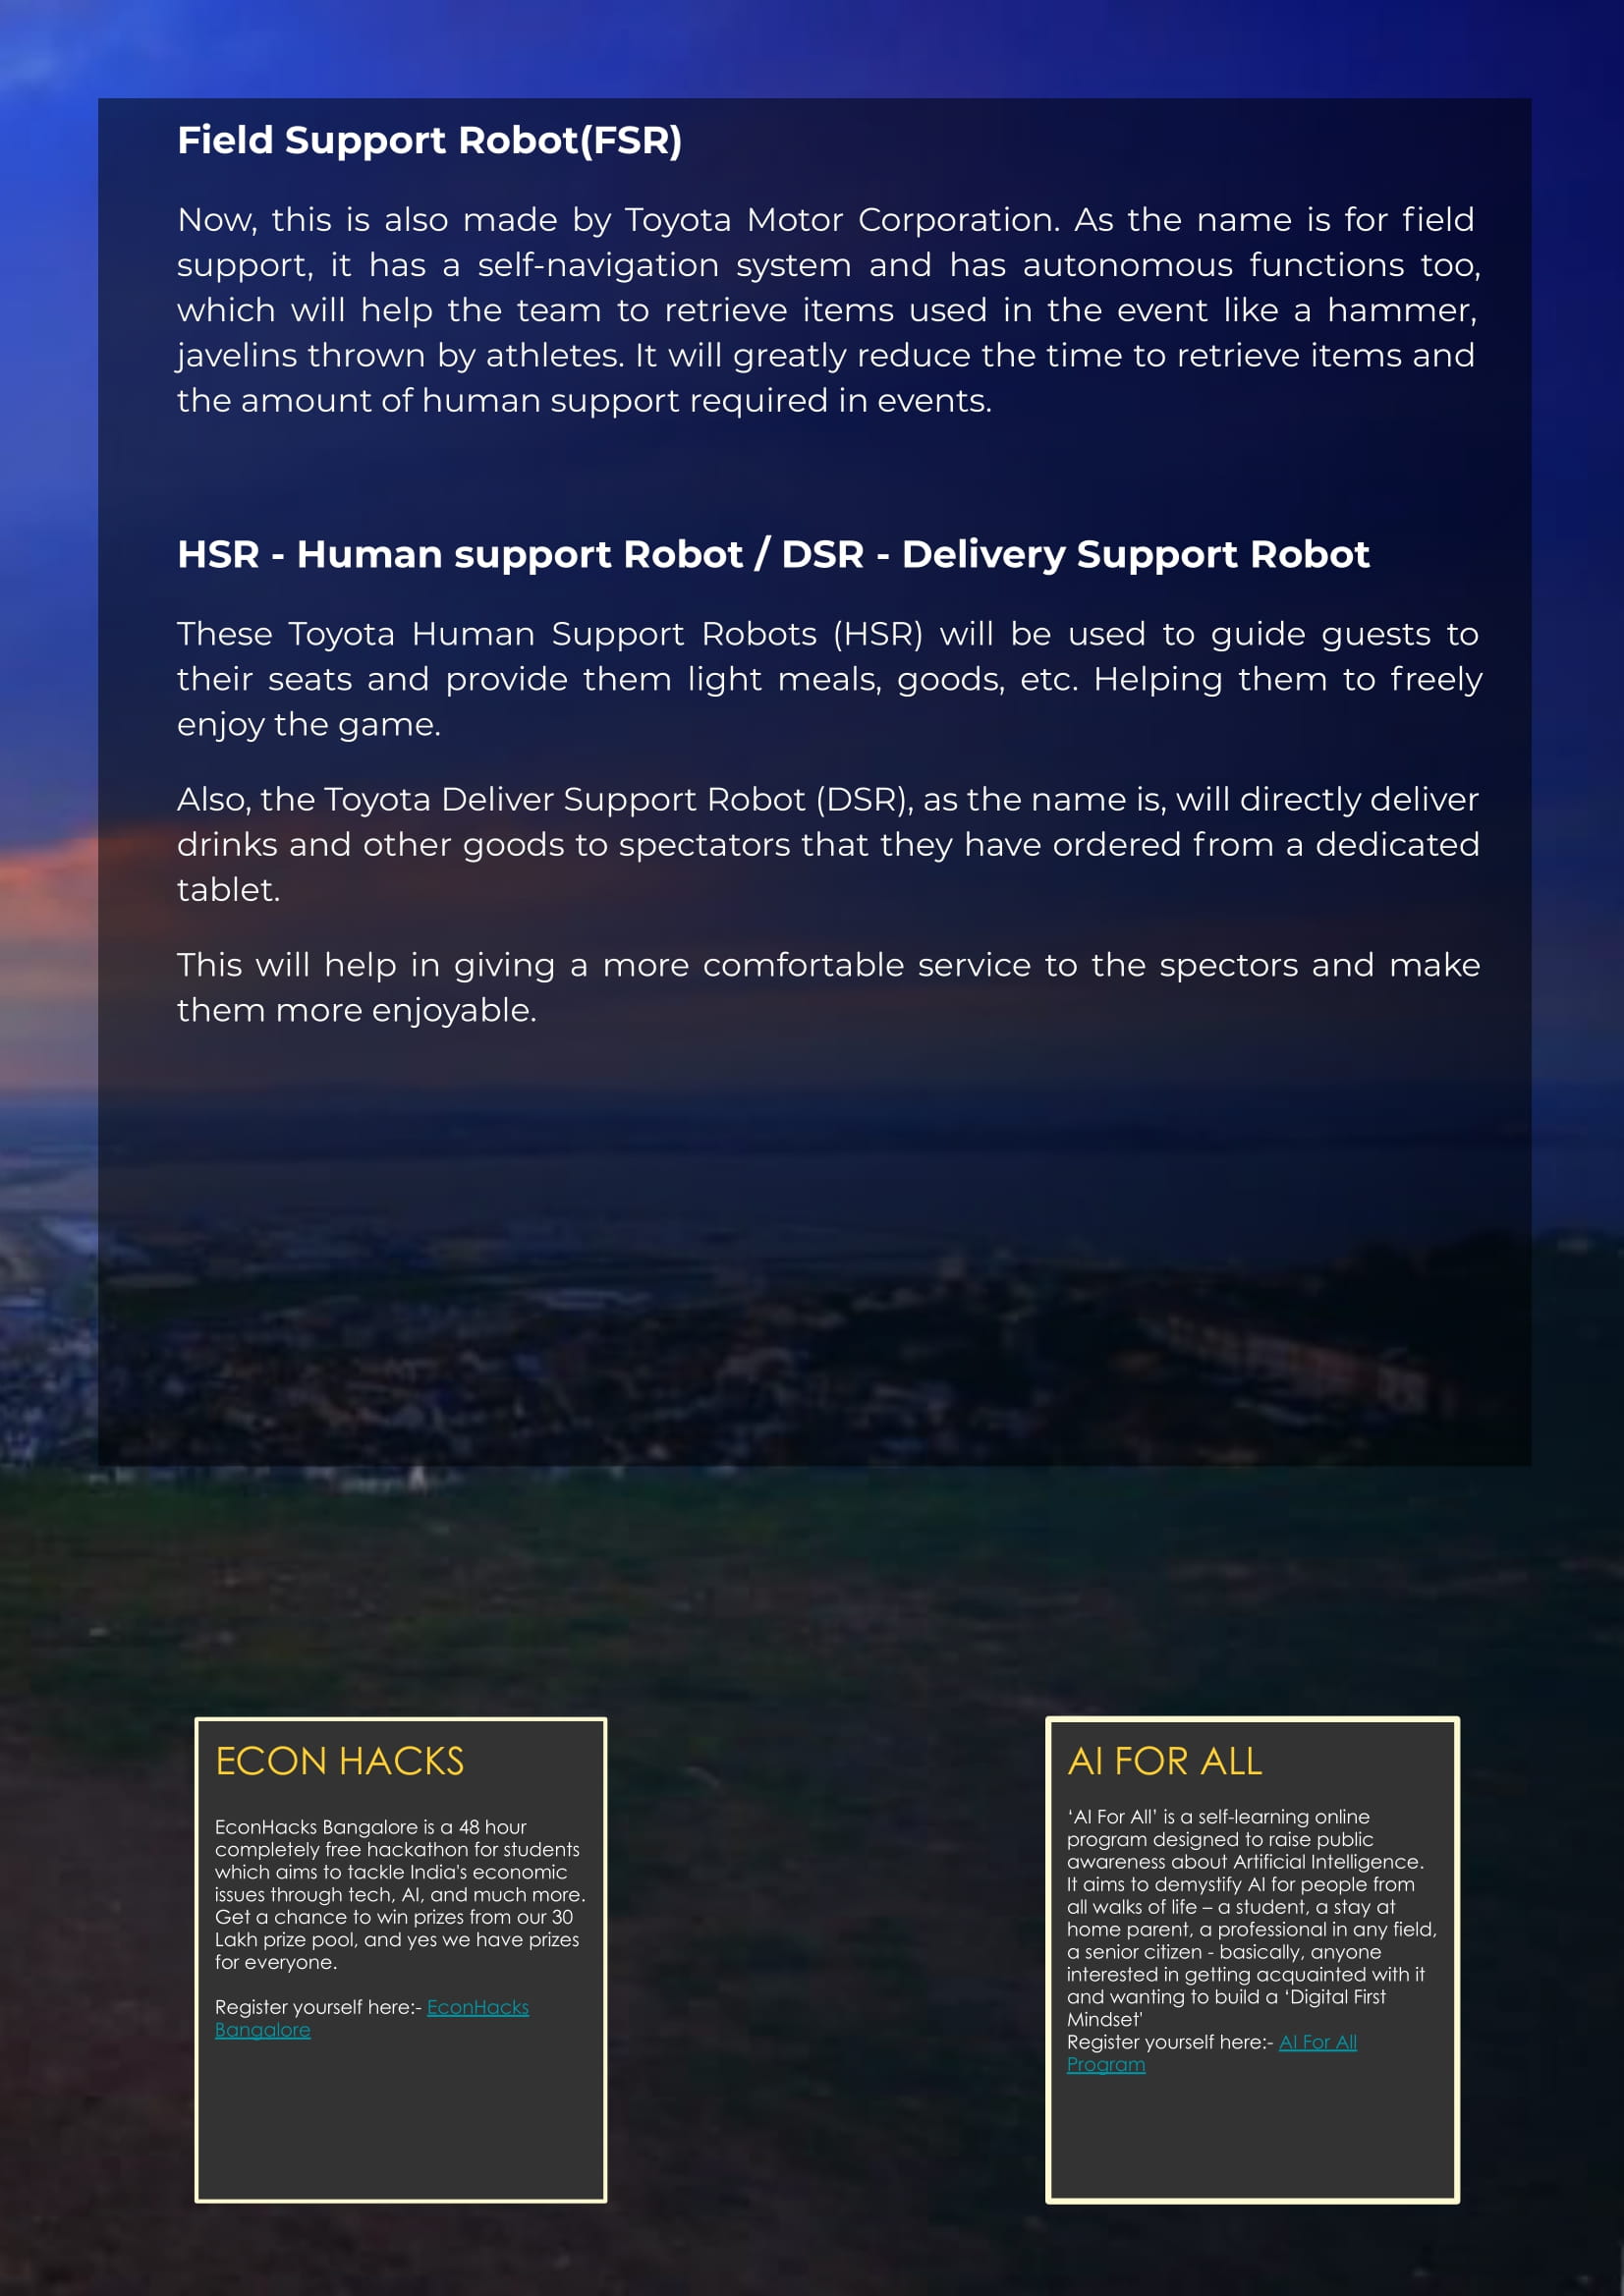 Field Support Robot(FSR)
Now, this is also made by Toyota Motor Corporation. As the name is for field
support, it has a self-navigation system and has autonomous functions too,
which will help the team to retrieve items used in the event like a hammer,
javelins thrown by athletes. It will greatly reduce the time to retrieve items and
the amount of human support required in events.
HSR - Human support Robot / DSR - Delivery Support Robot
These Toyota Human Support Robots (HSR) will be used to guide guests to
their seats and provide them light meals, goods, etc. Helping them to freely
enjoy the game.
Also, the Toyota Deliver Support Robot (DSR), as the name is, will directly deliver
drinks and other goods to spectators that they have ordered from a dedicated
tablet.
This will help in giving a more comfortable service to the spectors and make
them more enjoyable.
ECON HACKS
EconHacks Bangalore is a 48 hour
completely free hackathon for students
which aims to tackle India's economic
issues through tech, AI, and much more.
Get a chance to win prizes from our 30
Lakh prize pool, and yes we have prizes
for everyone.
Register yourself here:- EconHacks
Bangalore
AI FOR ALL
‘AI For All’ is a self-learning online
program designed to raise public
awareness about Artificial Intelligence.
It aims to demystify AI for people from
all walks of life – a student, a stay at
home parent, a professional in any field,
a senior citizen - basically, anyone
interested in getting acquainted with it
and wanting to build a ‘Digital First
Mindset'
Register yourself here:- AI For All
Program